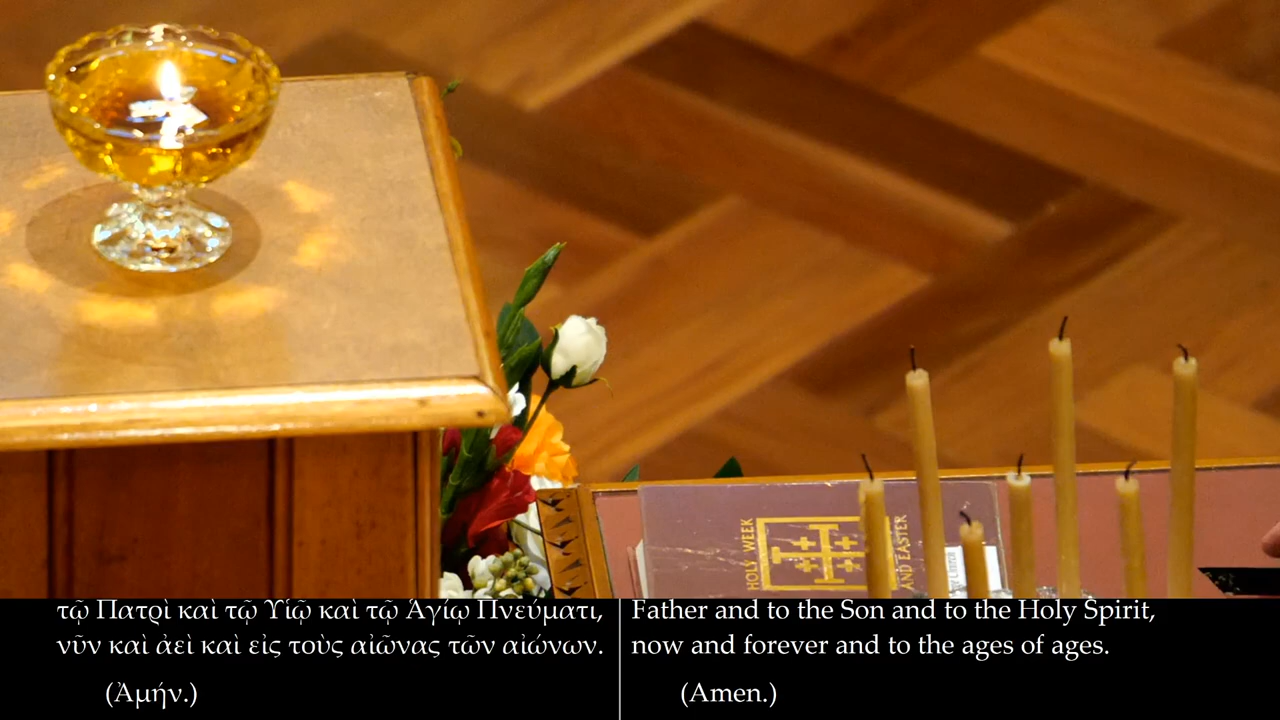 HOLY WEEK
AND EASTER
τῷ Πατρὶ καὶ τῷ Υἱῷ καὶ τῷ Ἁγίῳ Πνεύματι,
νῦν καὶ ἀεὶ καὶ εἰς τοὺς αἰῶνας τῶν αἰώνων.
(Ἀμήν.)
Father and to the Son and to the Holy Spirit,
now and forever and to the ages of ages.
(Amen.)